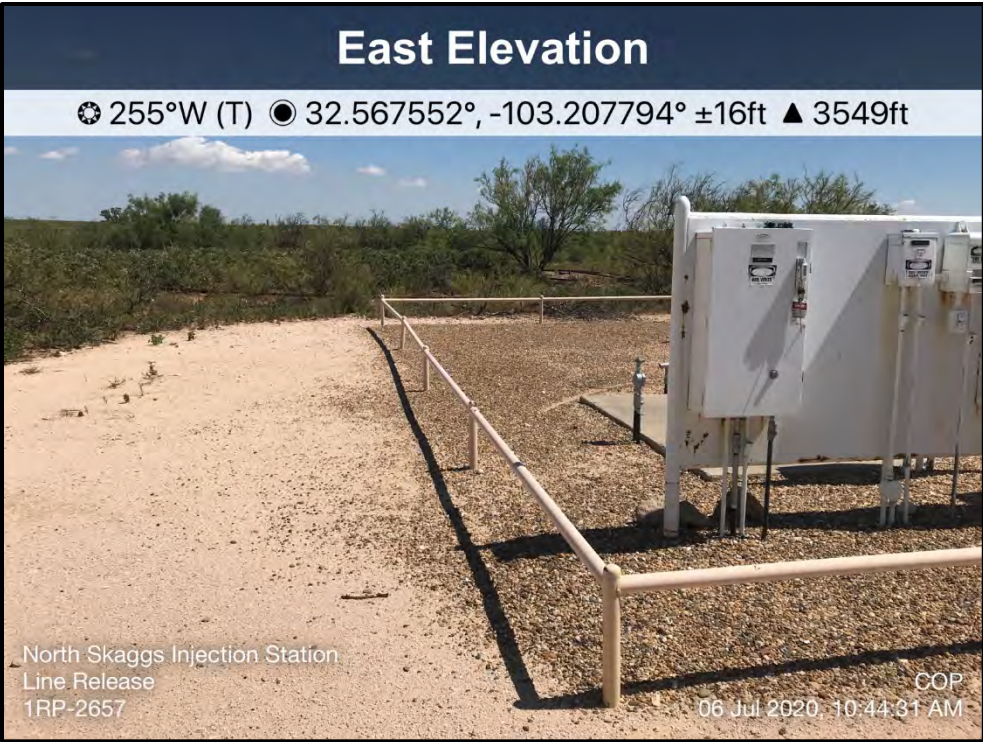 East Elevation
255°W (T) 32.567552°, -103.207794° ±16ft ▲ 3549ft
North Skaggs Injection Station
Line Release
1RP-2657
COP
06 Jul 2020, 10:44:31 AM